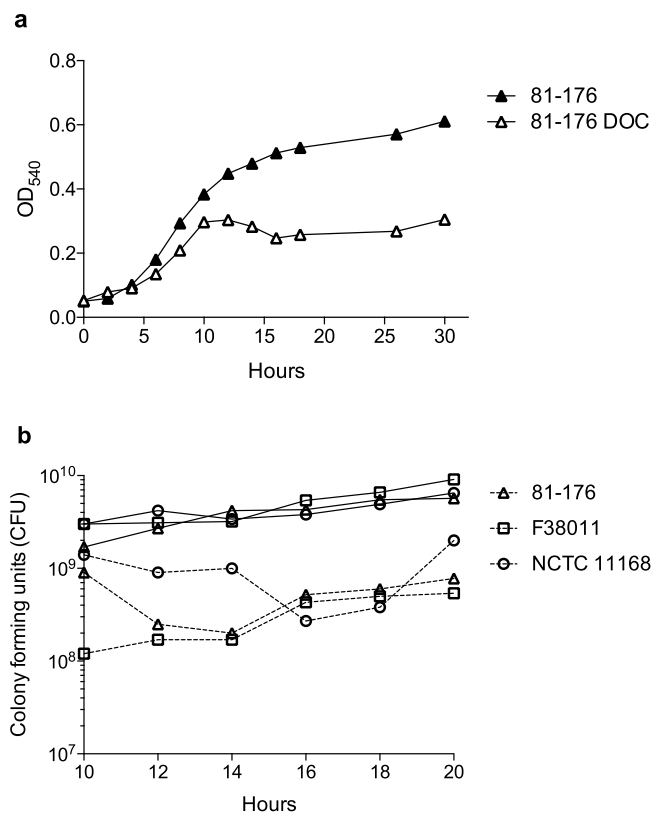 a
0.8
0.6
0.4
0.2
0.0
OD540
0 5 10 15 20 25 30
Hours
81-176
81-176 DOC
b
10^10
10^9
10^8
10^7
Colony forming units (CFU)
10 12 14 16 18 20
Hours
81-176
F38011
NCTC 11168